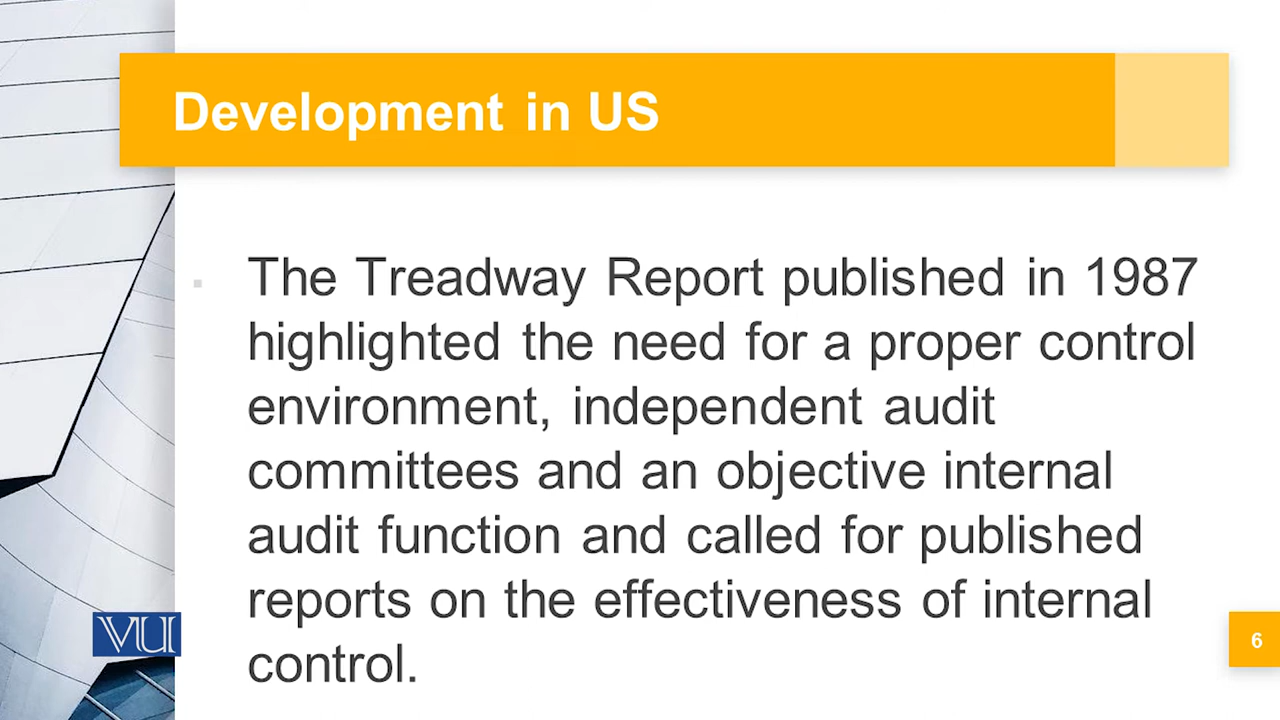 Development in US
The Treadway Report published in 1987
highlighted the need for a proper control
environment, independent audit
committees and an objective internal
audit function and called for published
reports on the effectiveness of internal
control.
VU
6